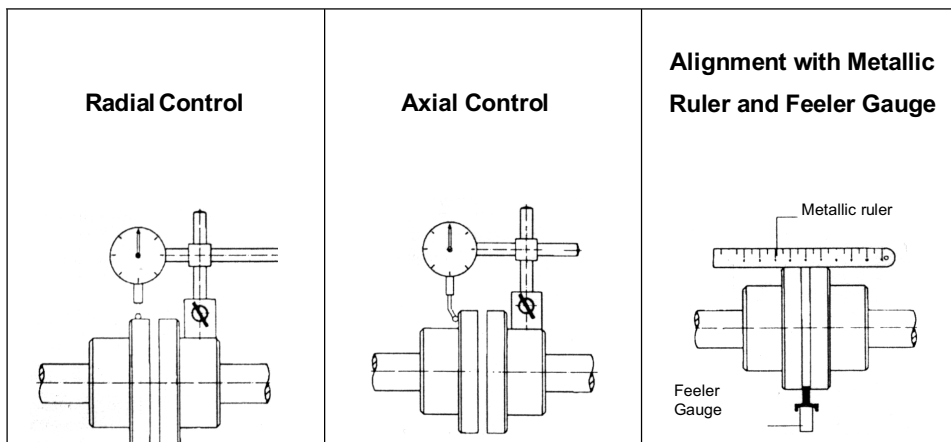 Radial Control
Axial Control
Alignment with Metallic
Ruler and Feeler Gauge
Metallic ruler
Feeler
Gauge